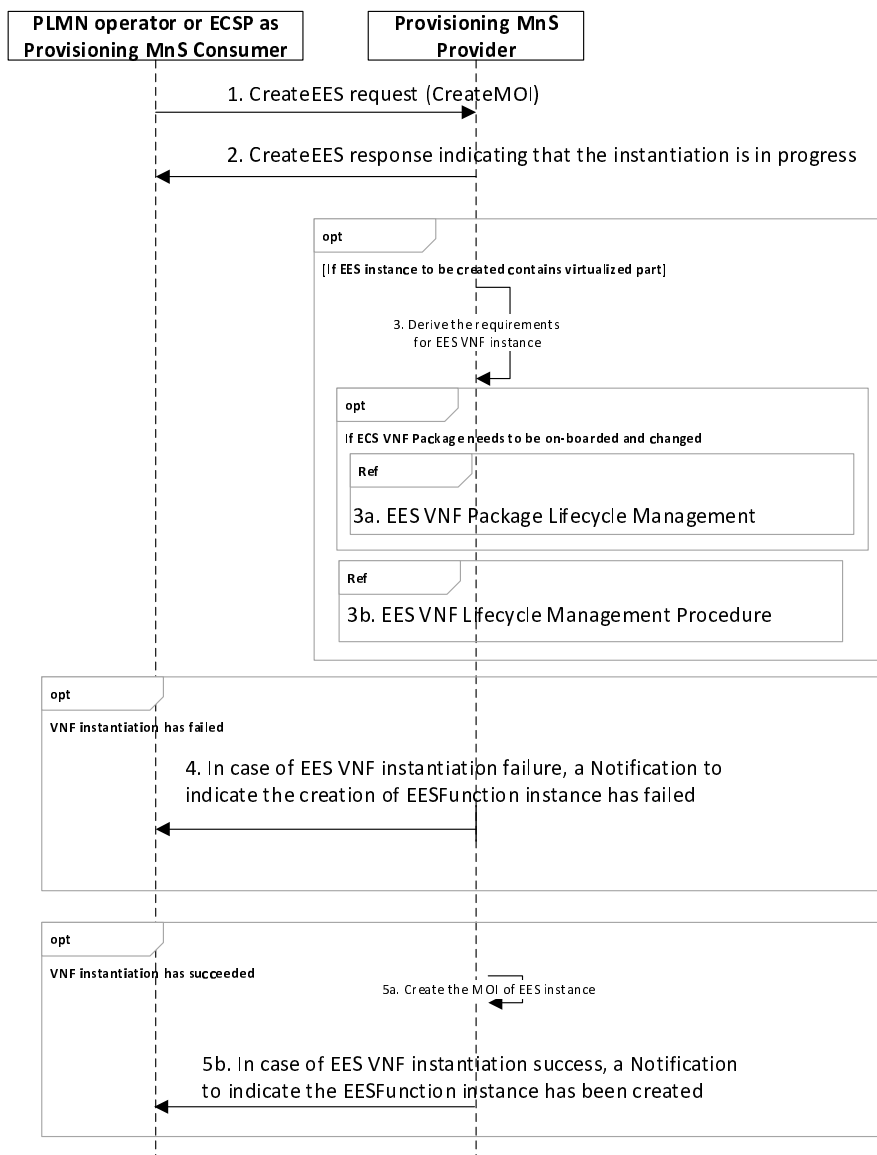 PLMN operator or ECSP as
Provisioning MnS Consumer
Provisioning MnS
Provider
1. CreateEES request (CreateMOI)
2. CreateEES response indicating that the instantiation is in progress
opt
[If EES instance to be created contains virtualized part]
3. Derive the requirements
for EES VNF instance
opt
If ECS VNF Package needs to be on-boarded and changed
Ref
3a. EES VNF Package Lifecycle Management
Ref
3b. EES VNF Lifecycle Management Procedure
opt
VNF instantiation has failed
4. In case of EES VNF instantiation failure, a Notification to
indicate the creation of EESFunction instance has failed
opt
VNF instantiation has succeeded
5a. Create the MOI of EES instance
5b. In case of EES VNF instantiation success, a Notification
to indicate the EESFunction instance has been created